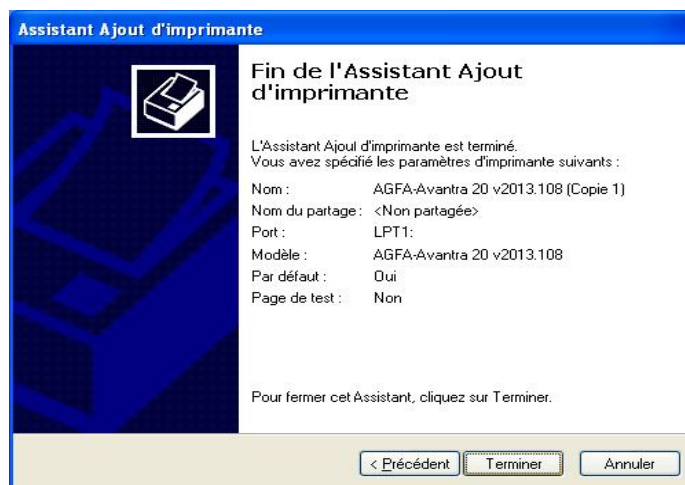 Assistant Ajout d'imprimante
Fin de l'Assistant Ajout
d'imprimante
L'Assistant Ajout d'imprimante est terminé.
Vous avez spécifié les paramètres d'imprimante suivants :
Nom : AGFA-Avantra 20 v2013.108 (Copie 1)
Nom du partage : <Non partagée>
Port : LPT1:
Modèle : AGFA-Avantra 20 v2013.108
Par défaut : Oui
Page de test : Non
Pour fermer cet Assistant, cliquez sur Terminer.
< Précédent Terminer Annuler